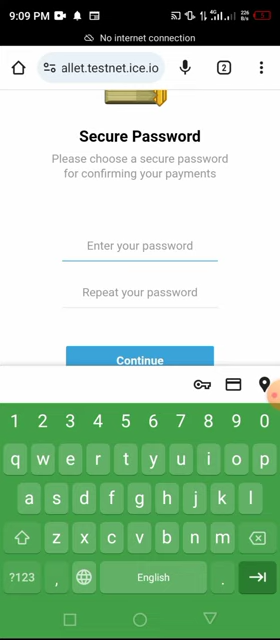 9:09 PM
4G
226
B/s
No internet connection
allet.testnet.ice.io
2
Secure Password
Please choose a secure password
for confirming your payments
Enter your password
Repeat your password
Continue
1 2 3 4 5 6 7 8 9 0
q w e r t y u i o p
a s d f g h j k l
z x c v b n m
?123 , English .